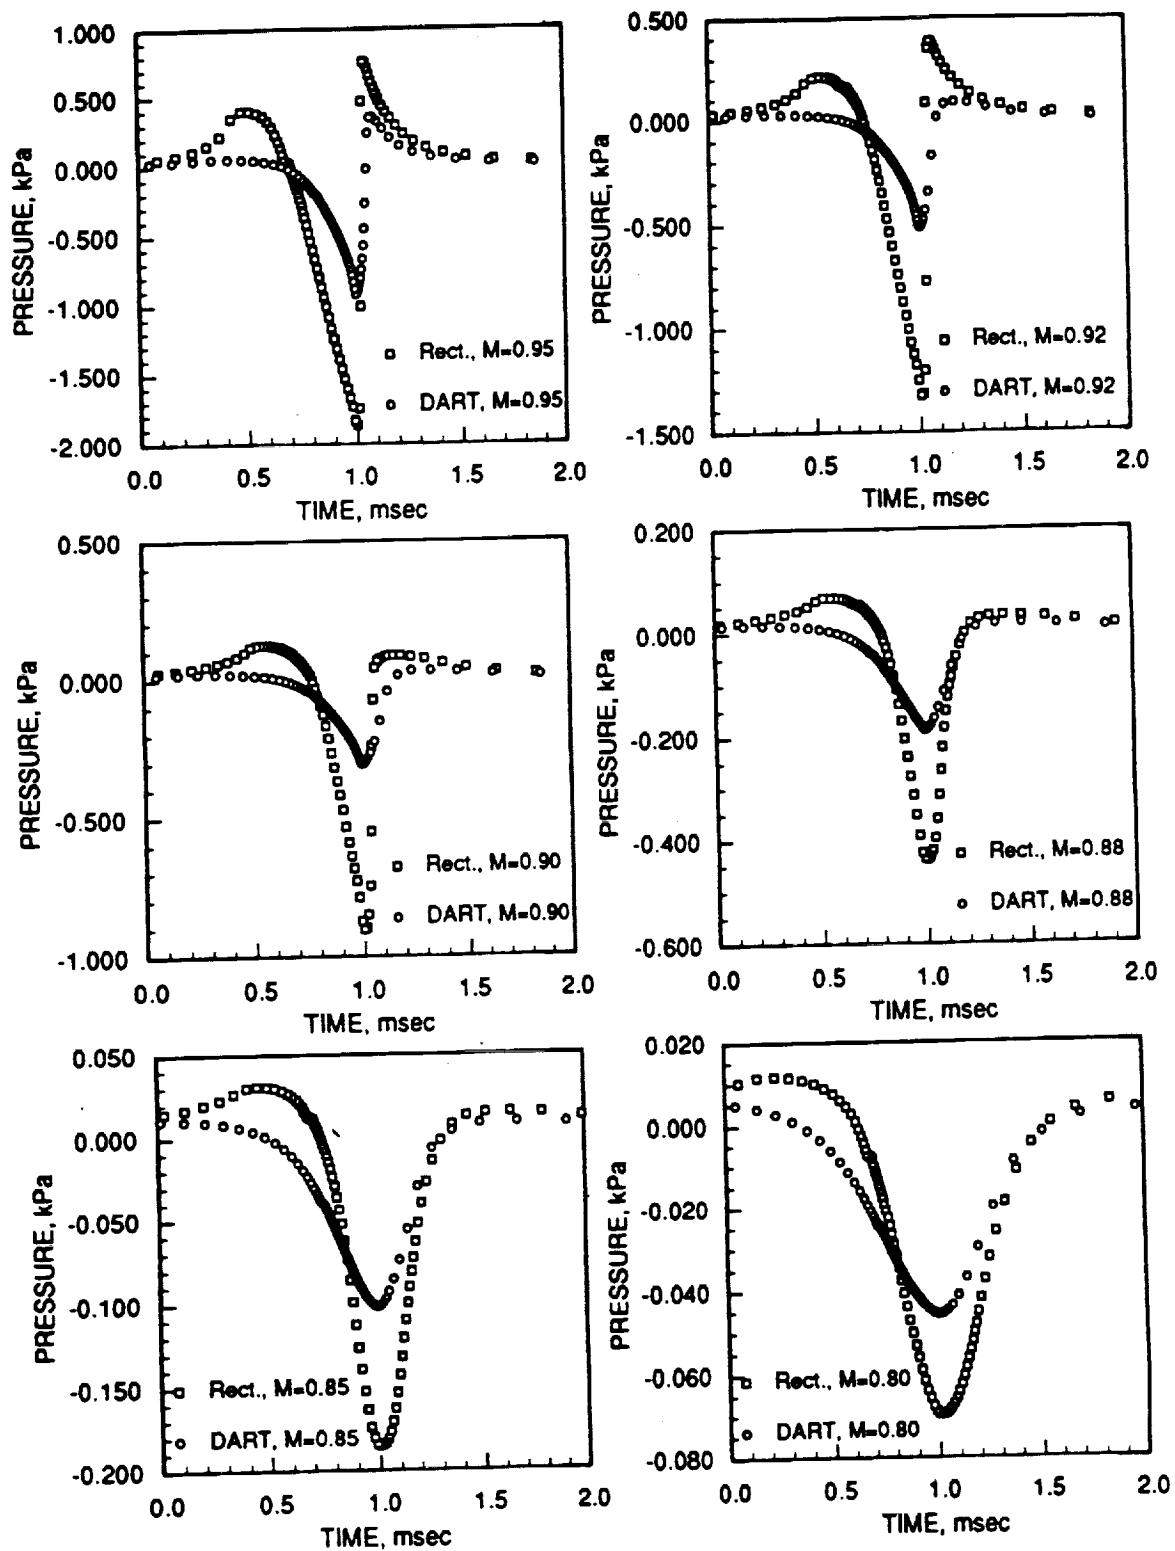 1.000
0.500
0.000
-0.500
-1.000
-1.500
-2.000
PRESSURE, kPa
Rect., M=0.95
DART, M=0.95
0.0 0.5 1.0 1.5 2.0
TIME, msec
0.500
0.000
-0.500
-1.000
-1.500
PRESSURE, kPa
Rect., M=0.92
DART, M=0.92
0.0 0.5 1.0 1.5 2.0
TIME, msec
0.500
0.000
-0.500
-1.000
PRESSURE, kPa
Rect., M=0.90
DART, M=0.90
0.0 0.5 1.0 1.5 2.0
TIME, msec
0.200
0.000
-0.200
-0.400
-0.600
PRESSURE, kPa
Rect., M=0.88
DART, M=0.88
0.0 0.5 1.0 1.5 2.0
TIME, msec
0.050
0.000
-0.050
-0.100
-0.150
-0.200
PRESSURE, kPa
Rect., M=0.85
DART, M=0.85
0.0 0.5 1.0 1.5 2.0
TIME, msec
0.020
0.000
-0.020
-0.040
-0.060
-0.080
PRESSURE, kPa
Rect., M=0.80
DART, M=0.80
0.0 0.5 1.0 1.5 2.0
TIME, msec